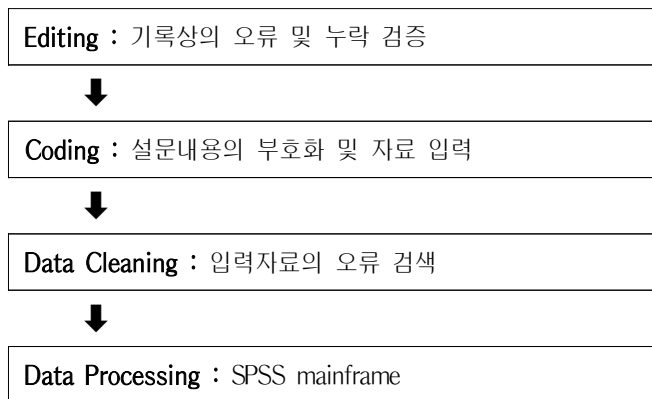 Editing : 기록상의 오류 및 누락 검증
Coding : 설문내용의 부호화 및 자료 입력
Data Cleaning : 입력자료의 오류 검색
Data Processing : SPSS mainframe